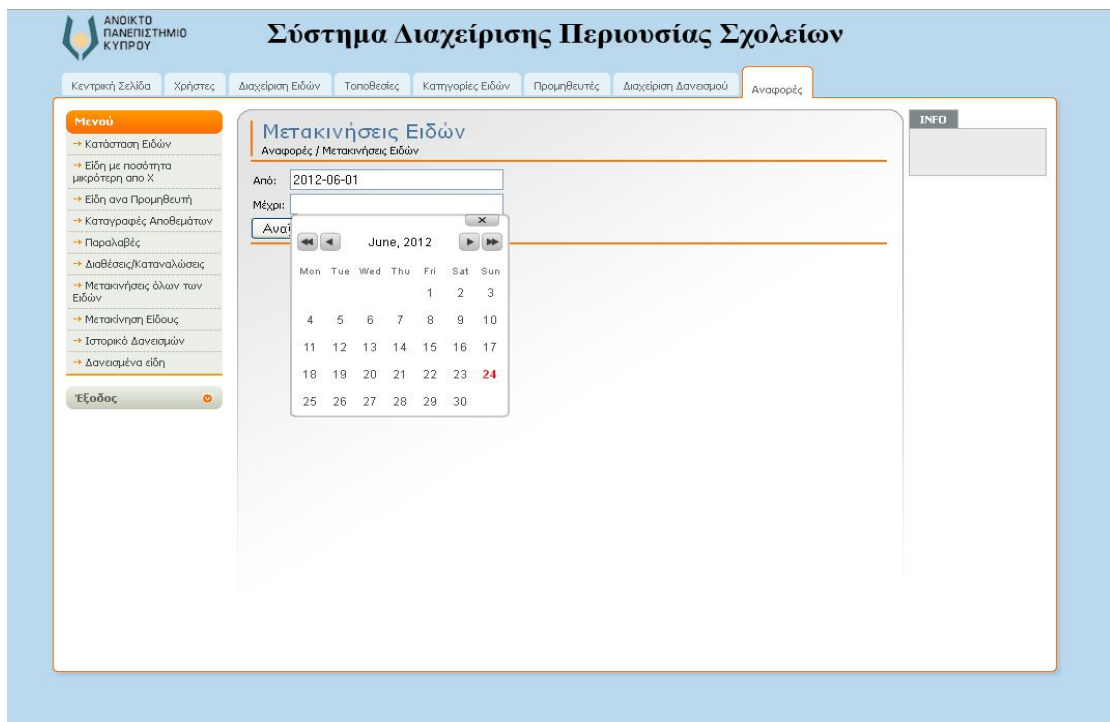 ΑΝΟΙΚΤΟ
ΠΑΝΕΠΙΣΤΗΜΙΟ
ΚΥΠΡΟΥ
Σύστημα Διαχείρισης Περιουσίας Σχολείων
Κεντρική Σελίδα Χρήστες Διαχείριση Ειδών Τοποθεσίες Κατηγορίες Ειδών Προμηθευτές Διαχείριση Δανεισμού Αναφορές
Μενού
→ Κατάσταση Ειδών
→ Είδη με ποσότητα
μικρότερη απο Χ
→ Είδη ανα Προμηθευτή
→ Καταγραφές Αποθεμάτων
→ Παραλαβές
→ Διαθέσεις/Καταναλώσεις
→ Μετακινήσεις όλων των
Ειδών
→ Μετακίνηση Είδους
→ Ιστορικό Δανεισμών
→ Δανεισμένα είδη
Έξοδος
Μετακινήσεις Ειδών
Αναφορές / Μετακινήσεις Ειδών
Από: 2012-06-01
Μέχρι:
June, 2012
Mon Tue Wed Thu Fri Sat Sun
1 2 3
4 5 6 7 8 9 10
11 12 13 14 15 16 17
18 19 20 21 22 23 24
25 26 27 28 29 30
INFO